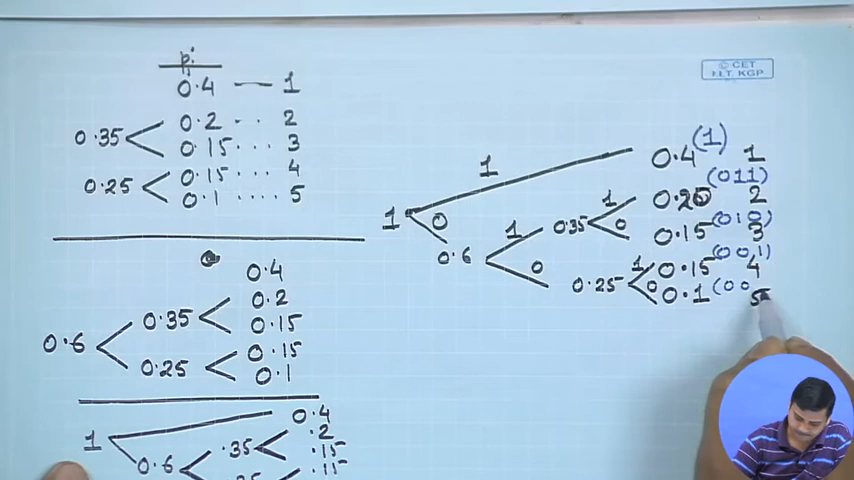 pi
0.4 — 1
0.35 0.2 .. 2
0.15 ... 3
0.25 0.15 ... 4
0.1 .... 5
0.4
0.2
0.35
0.15
0.6
0.15
0.25
0.1
1
0.4
.2
.35
.15
0.6
.15
© CET
I.I.T. KGP
1 0.4 (1) 1
1 0 1 0.35 1 0.20 (011) 2
0.6 0 0.15 (010) 3
0 0.25 1 0.15 (001) 4
0 0.1 (00 5